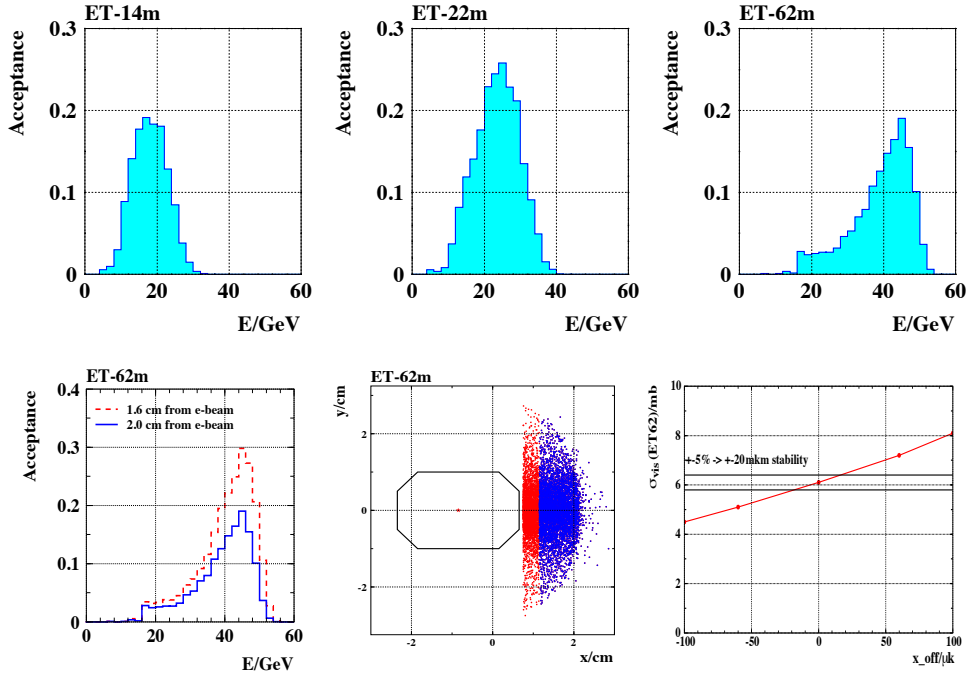 ET-14m
Acceptance
0.3
0.2
0.1
0
0
20
40
60
E/GeV
ET-22m
Acceptance
0.3
0.2
0.1
0
0
20
40
60
E/GeV
ET-62m
Acceptance
0.3
0.2
0.1
0
0
20
40
60
E/GeV
ET-62m
Acceptance
0.4
0.3
0.2
0.1
0
1.6 cm from e-beam
2.0 cm from e-beam
0
20
40
60
E/GeV
ET-62m
y/cm
2
0
-2
-2
0
2
x/cm
σvis (ET62)/mb
10
8
6
4
2
0
+-5% -> +-20mkm stability
-100
-50
0
50
100
x_off/μk